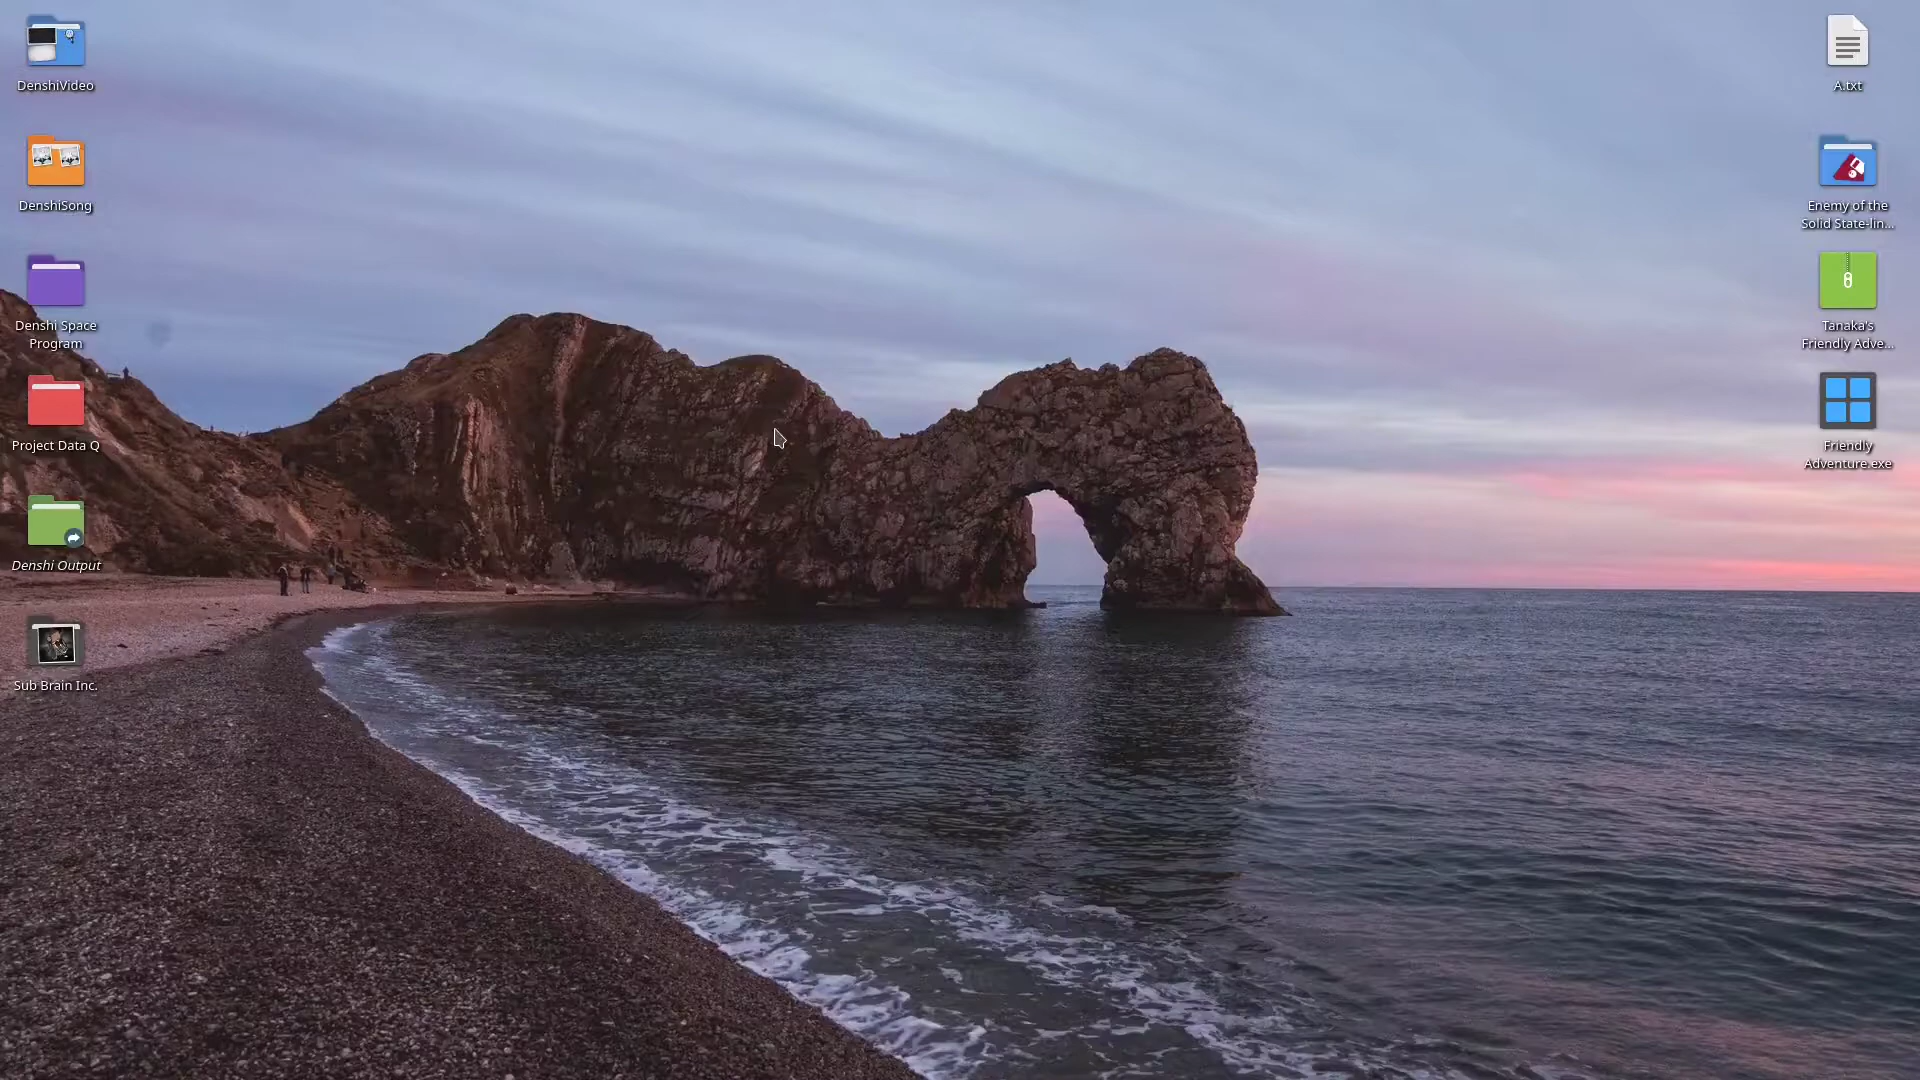 DenshiVideo
DenshiSong
Denshi Space
Program
Project Data Q
Denshi Output
Sub Brain Inc.
A.txt
Enemy of the
Solid State-lin...
Tanaka's
Friendly Adve...
Friendly
Adventure.exe